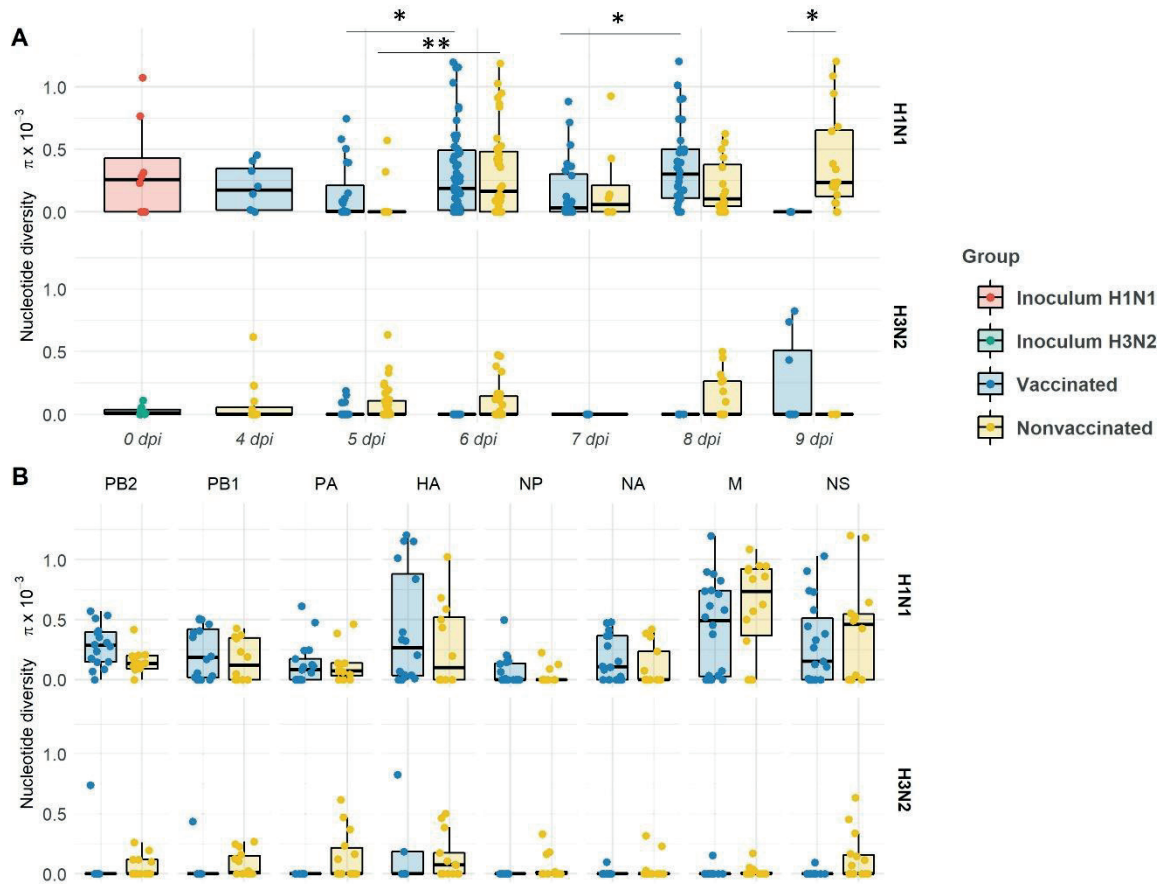 A
* ** * *
1.0
0.5
0.0
H1N1
1.0
0.5
0.0
H3N2
Nucleotide diversity π x 10⁻³
0 dpi 4 dpi 5 dpi 6 dpi 7 dpi 8 dpi 9 dpi
Group
Inoculum H1N1
Inoculum H3N2
Vaccinated
Nonvaccinated
B
PB2 PB1 PA HA NP NA M NS
1.0
0.5
0.0
H1N1
1.0
0.5
0.0
H3N2
Nucleotide diversity π x 10⁻³